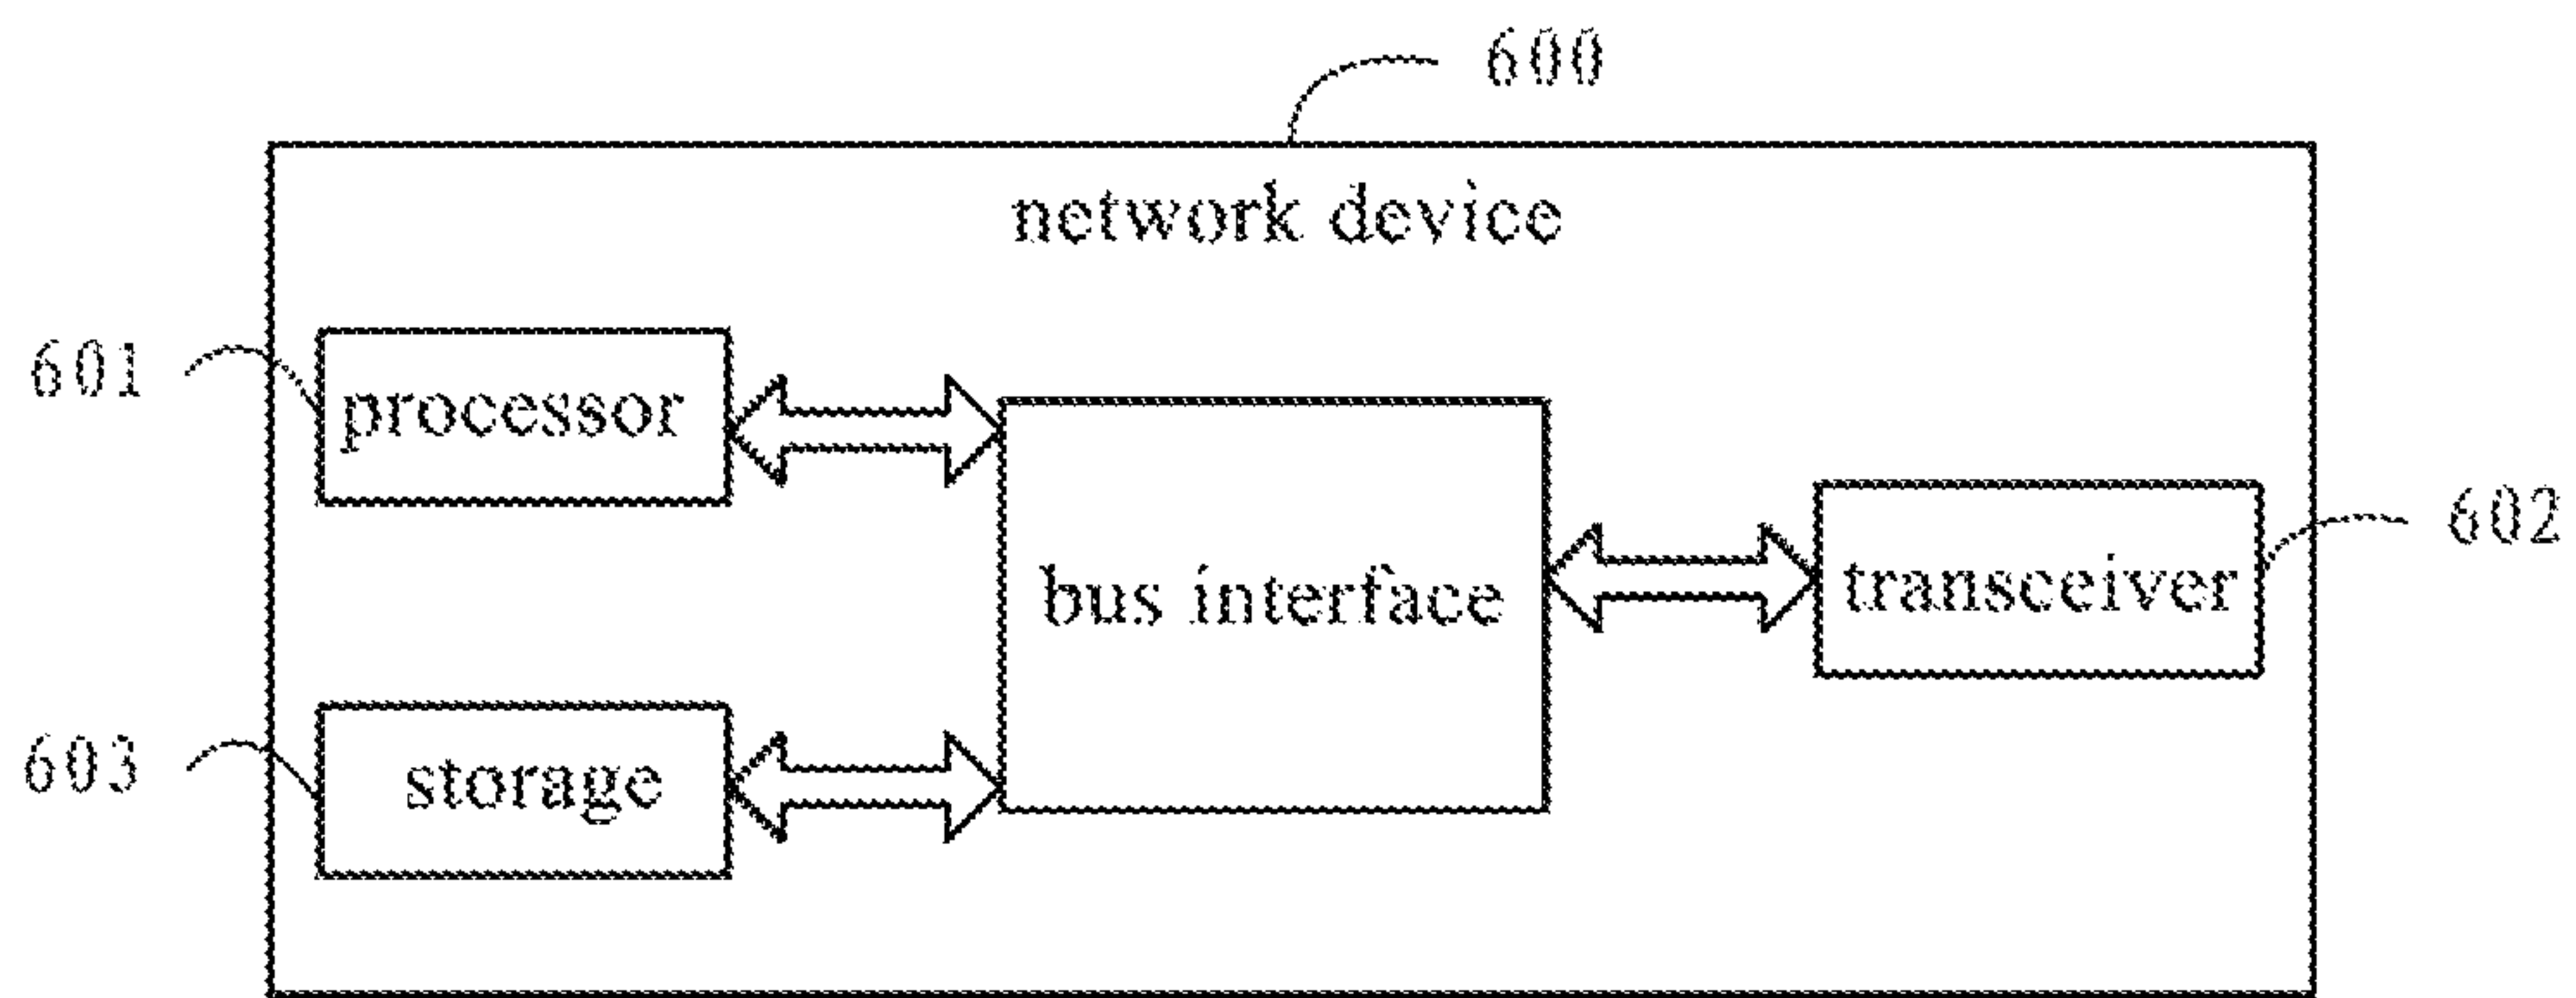 600
network device
601
processor
bus interface
transceiver
602
603
storage